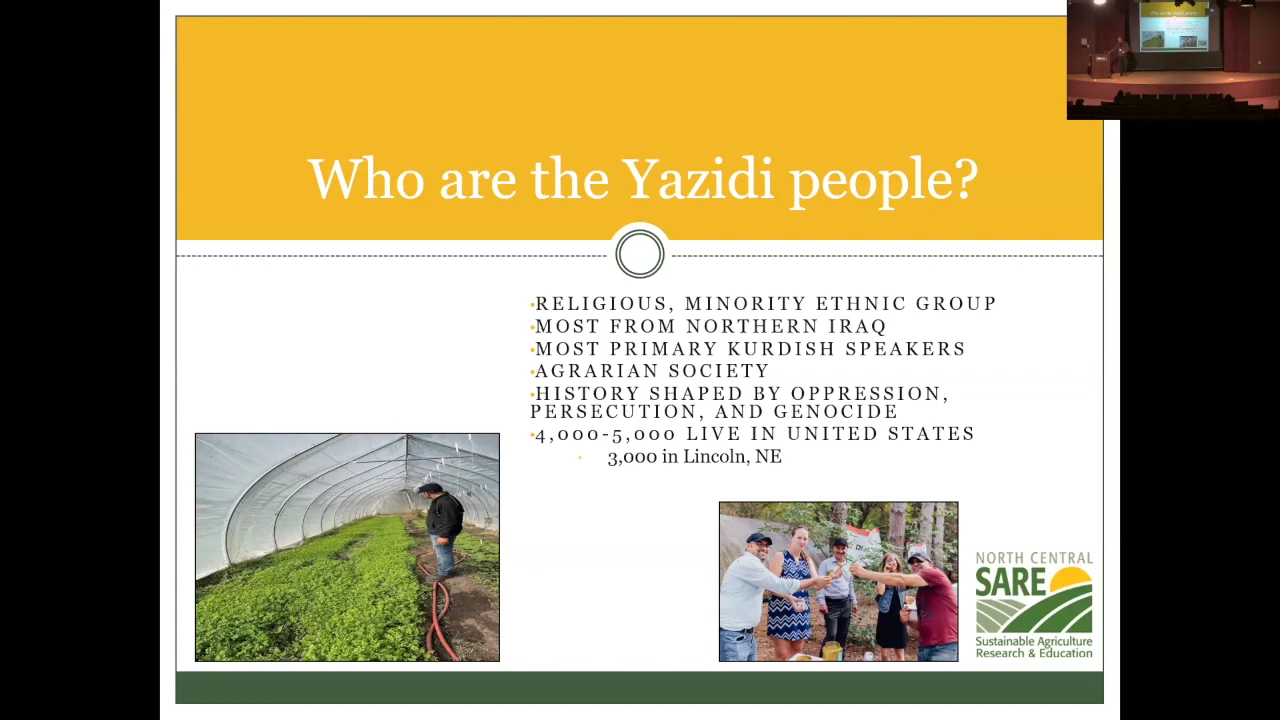 Who are the Yazidi people?
•RELIGIOUS, MINORITY ETHNIC GROUP
•MOST FROM NORTHERN IRAQ
•MOST PRIMARY KURDISH SPEAKERS
•AGRARIAN SOCIETY
•HISTORY SHAPED BY OPPRESSION,
PERSECUTION, AND GENOCIDE
•4,000-5,000 LIVE IN UNITED STATES
• 3,000 in Lincoln, NE
NORTH CENTRAL
SARE
Sustainable Agriculture
Research & Education